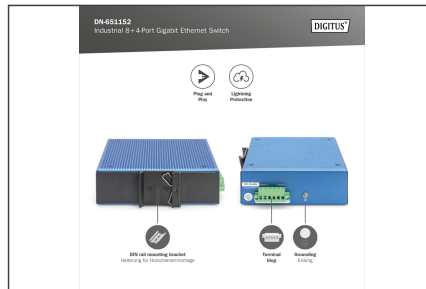 DN-651152
Industrial 8+4-Port Gigabit Ethernet Switch
DIGITUS®
Plug and
Play
Lightning
Protection
DIN rail mounting bracket
Halterung für Hutschienenmontage
Terminal
blog
Grounding
Erdung